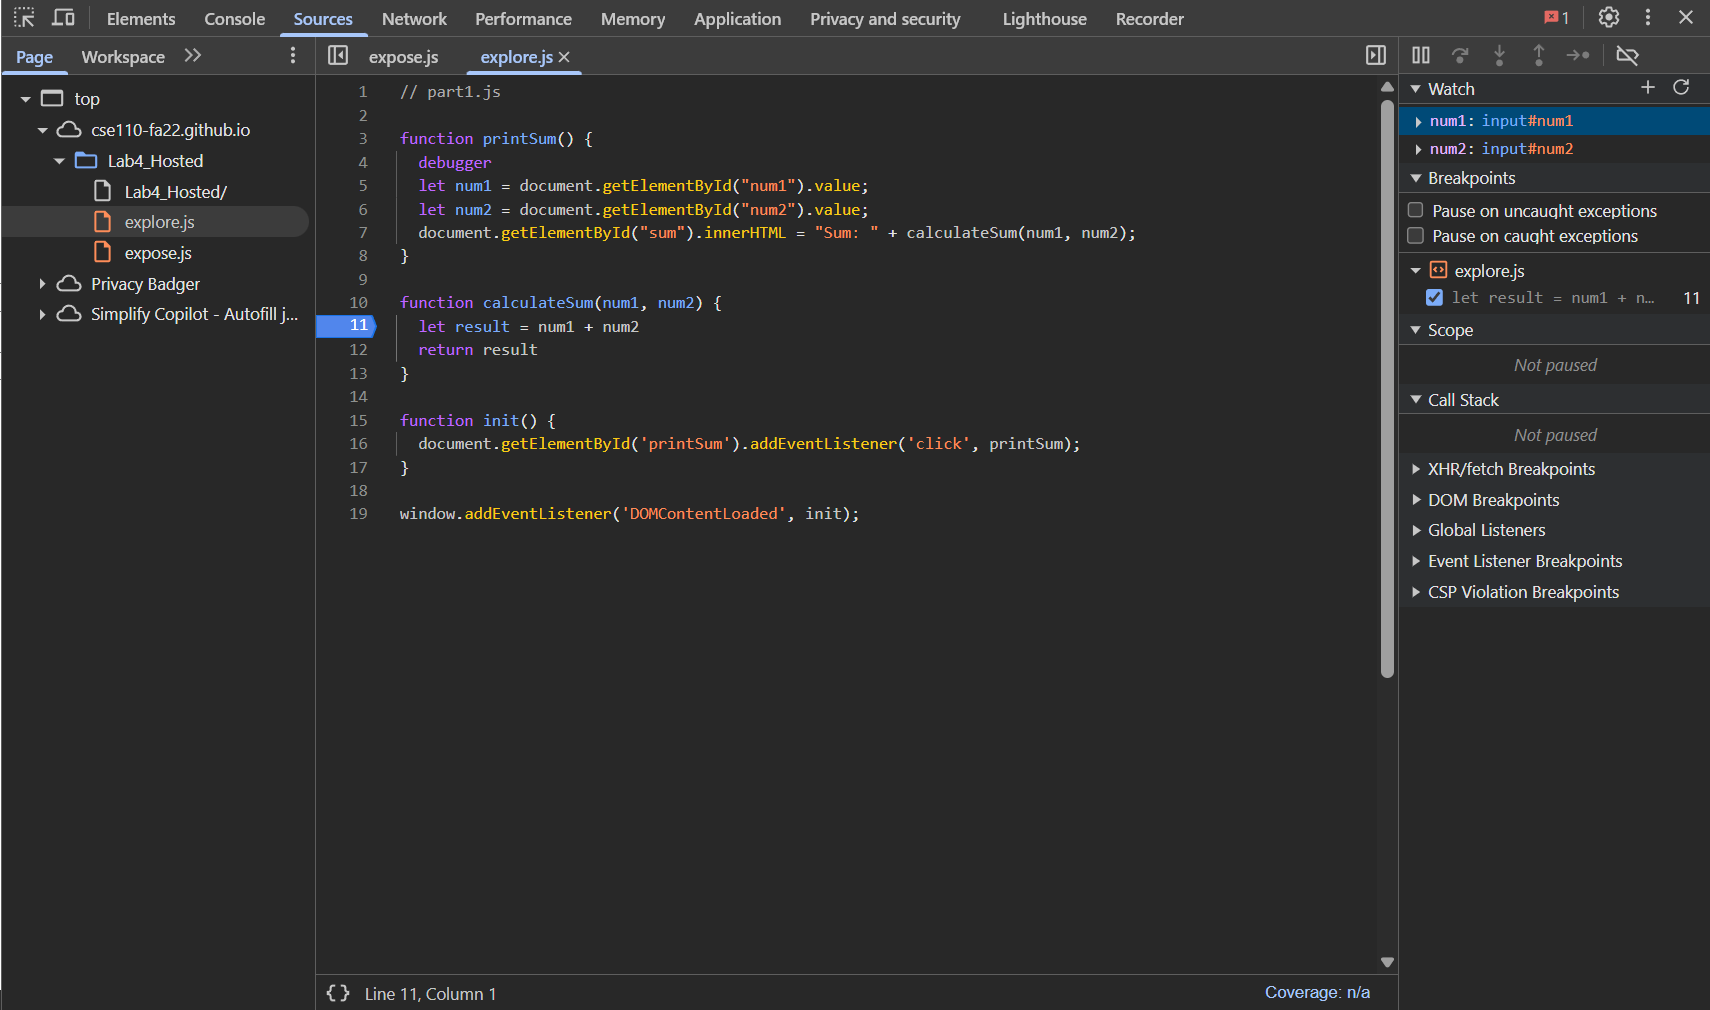 Elements Console Sources Network Performance Memory Application Privacy and security Lighthouse Recorder 1
Page Workspace
top
cse110-fa22.github.io
Lab4_Hosted
Lab4_Hosted/
explore.js
expose.js
Privacy Badger
Simplify Copilot - Autofill j...
expose.js explore.js
1 // part1.js
2
3 function printSum() {
4 debugger
5 let num1 = document.getElementById("num1").value;
6 let num2 = document.getElementById("num2").value;
7 document.getElementById("sum").innerHTML = "Sum: " + calculateSum(num1, num2);
8 }
9
10 function calculateSum(num1, num2) {
11 let result = num1 + num2
12 return result
13 }
14
15 function init() {
16 document.getElementById('printSum').addEventListener('click', printSum);
17 }
18
19 window.addEventListener('DOMContentLoaded', init);
{} Line 11, Column 1 Coverage: n/a
Watch
num1: input#num1
num2: input#num2
Breakpoints
Pause on uncaught exceptions
Pause on caught exceptions
explore.js
let result = num1 + n... 11
Scope
Not paused
Call Stack
Not paused
XHR/fetch Breakpoints
DOM Breakpoints
Global Listeners
Event Listener Breakpoints
CSP Violation Breakpoints